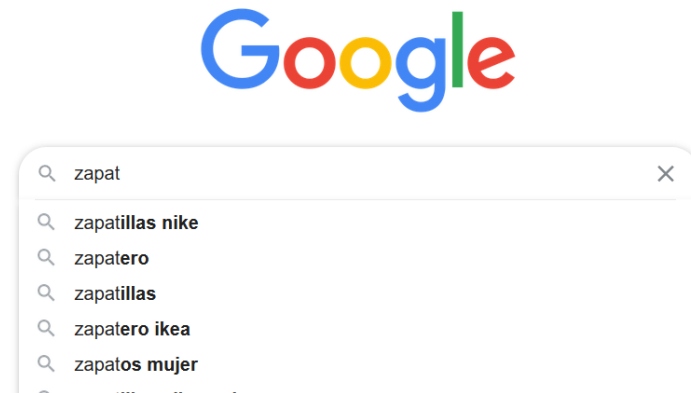 Google
zapat
zapatillas nike
zapatero
zapatillas
zapatero ikea
zapatos mujer